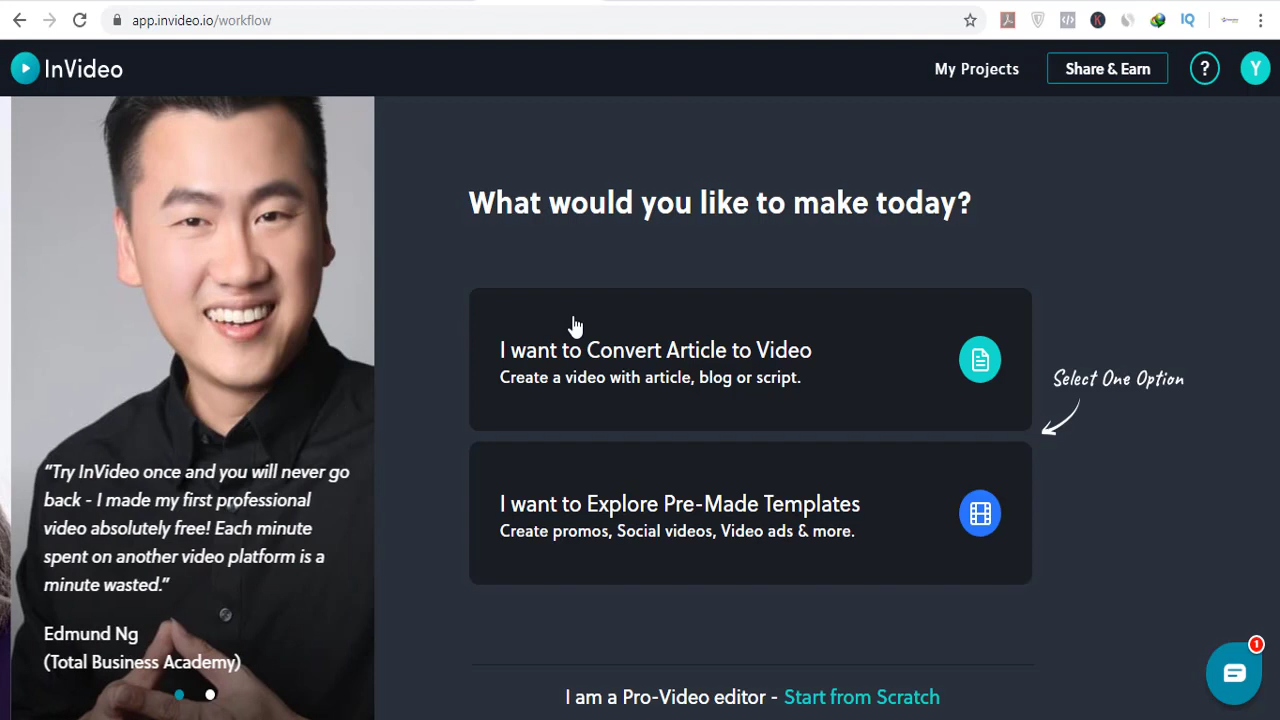 app.invideo.io/workflow
IQ
InVideo
My Projects
Share & Earn
?
Y
What would you like to make today?
I want to Convert Article to Video
Create a video with article, blog or script.
Select One Option
I want to Explore Pre-Made Templates
Create promos, Social videos, Video ads & more.
“Try InVideo once and you will never go
back - I made my first professional
video absolutely free! Each minute
spent on another video platform is a
minute wasted.”
Edmund Ng
(Total Business Academy)
1
I am a Pro-Video editor - Start from Scratch